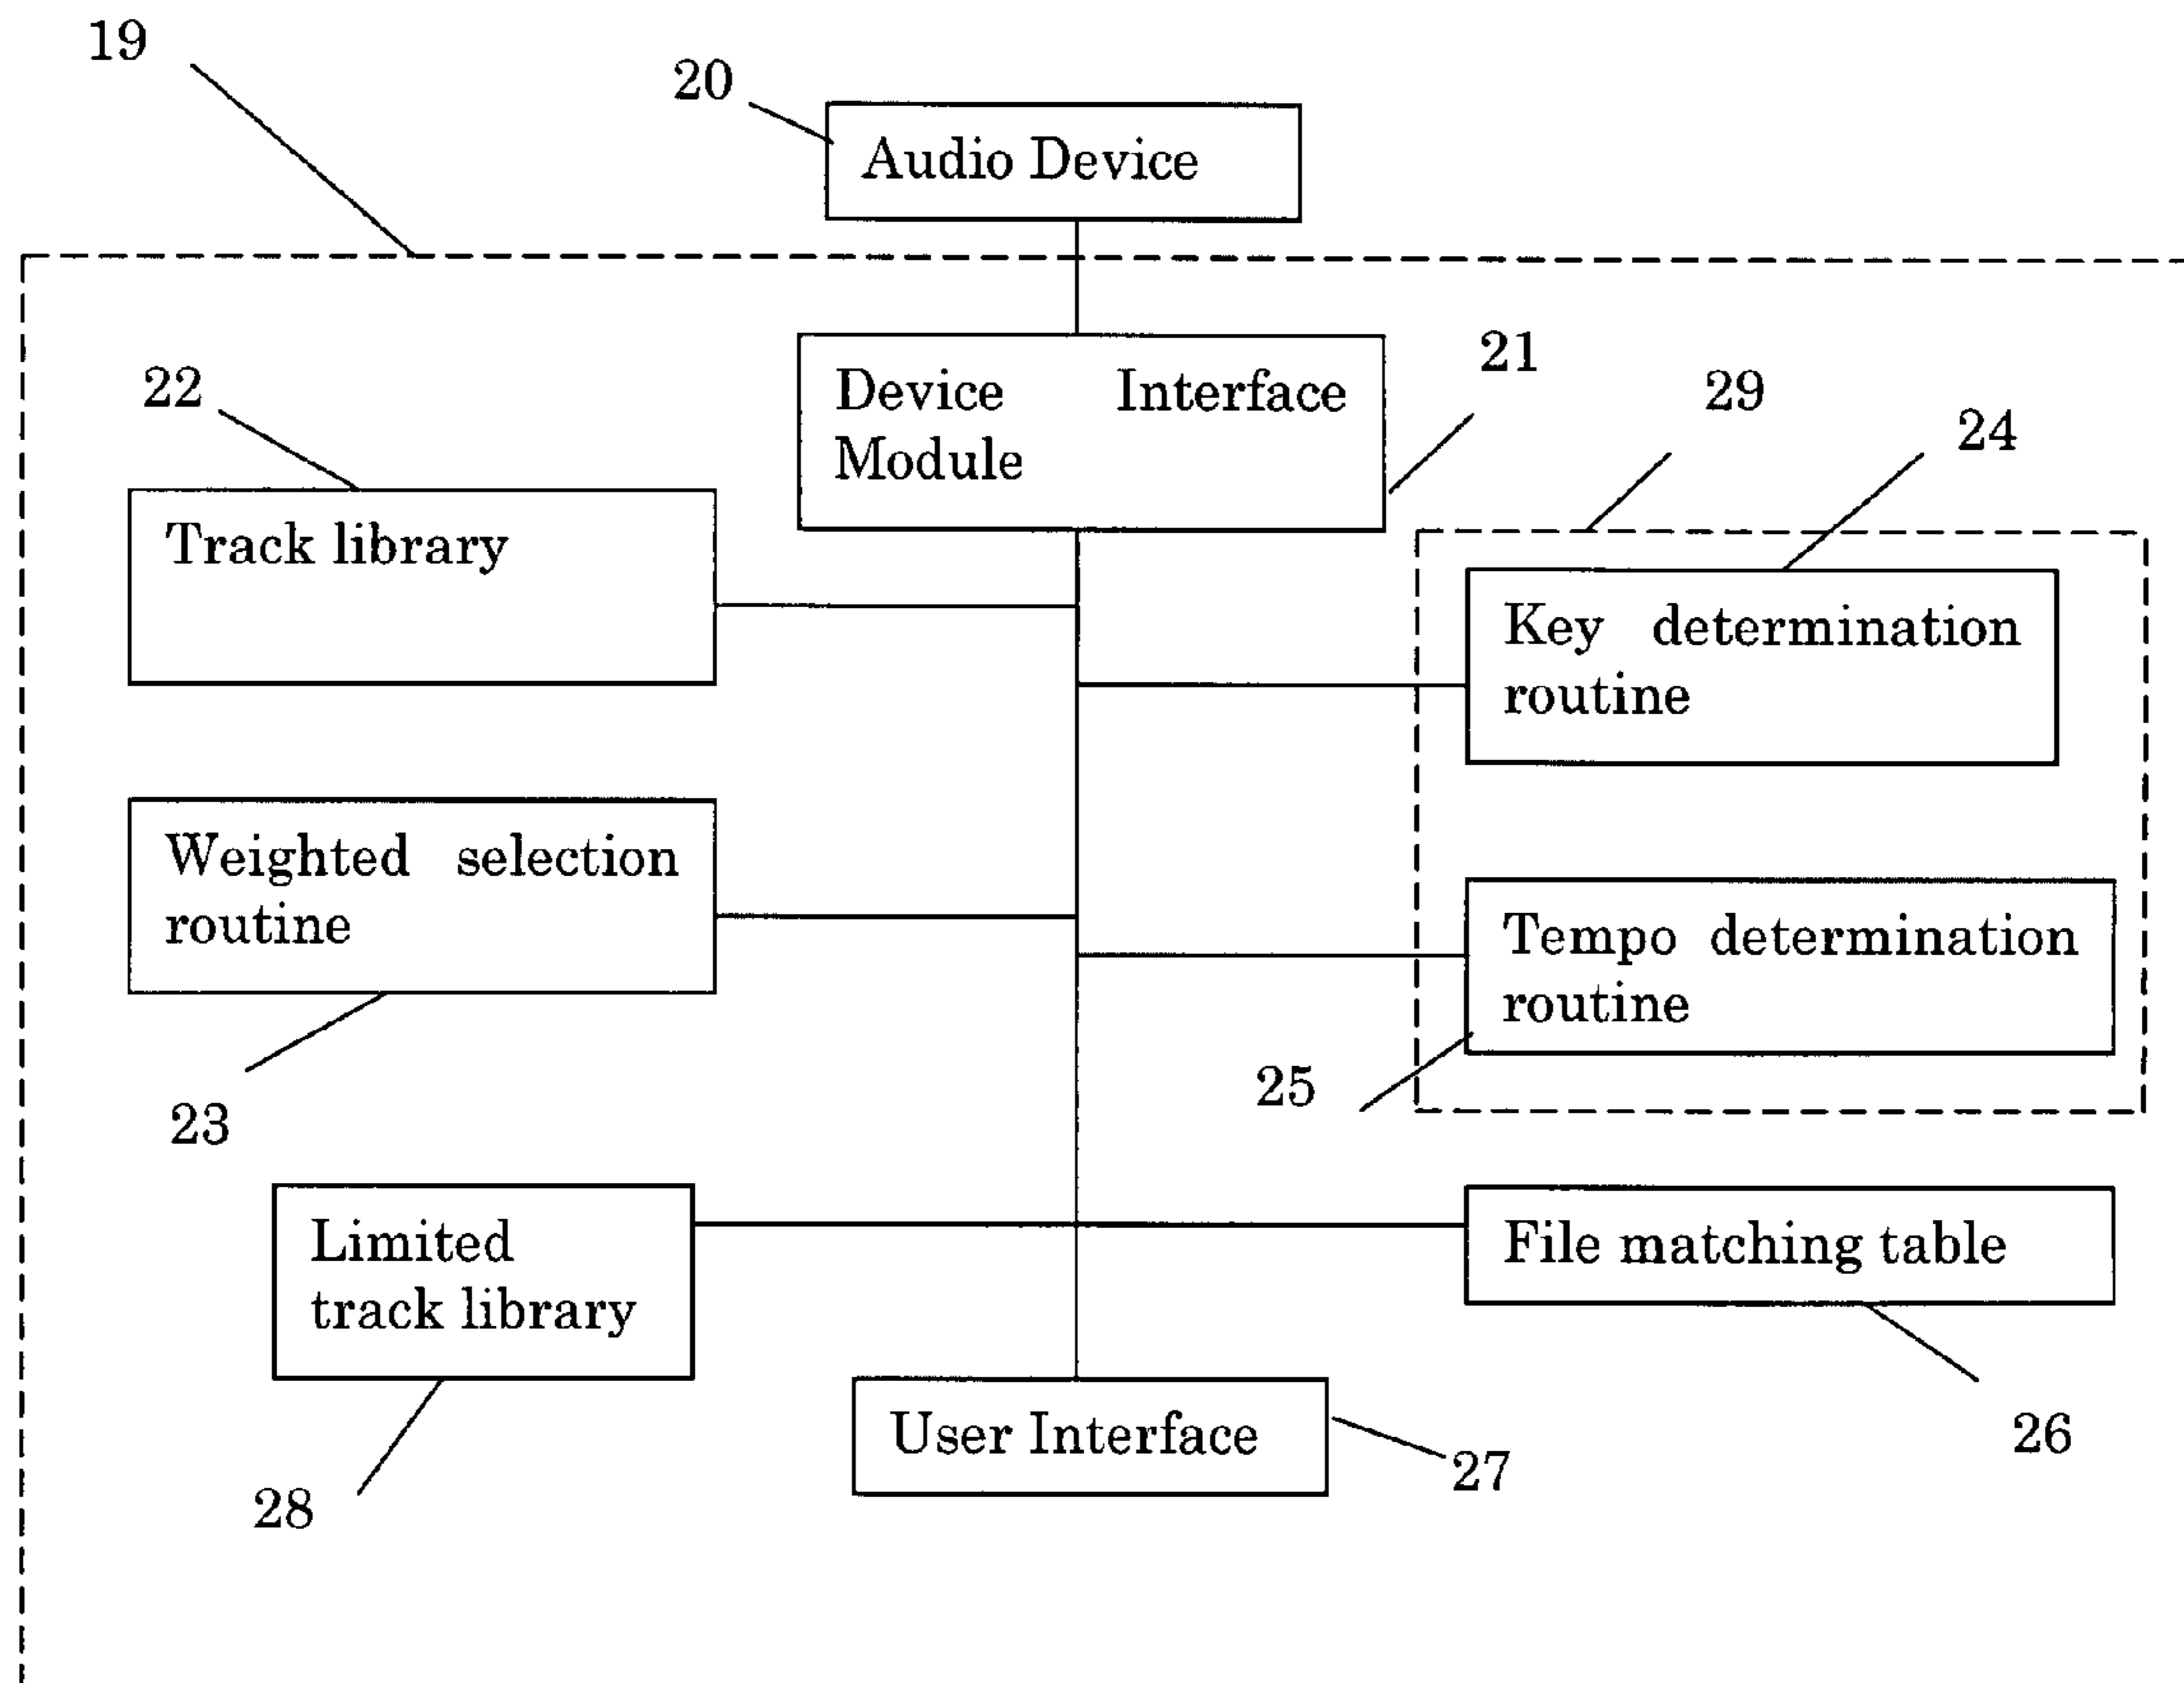 19
20
Audio Device
21
Device Interface
Module
29
22
24
Track library
Key determination
routine
Weighted selection
routine
Tempo determination
routine
25
23
Limited
track library
File matching table
User Interface
26
27
28